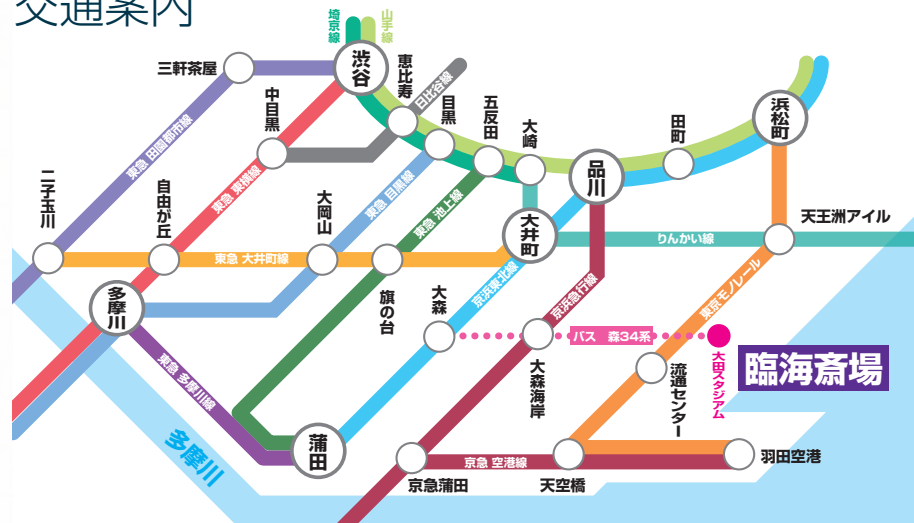 交通案内
埼京線
山手線
渋谷
恵比寿
日比谷線
三軒茶屋
中目黒
目黒
五反田
大崎
品川
田町
浜松町
東急 田園都市線
東急 東横線
東急 目黒線
東急 池上線
二子玉川
自由が丘
大岡山
大井町
天王洲アイル
りんかい線
東急 大井町線
多摩川
旗の台
大森
京浜東北線
京浜急行線
東京モノレール
バス 森34系
大田スタジアム
臨海斎場
大森海岸
流通センター
東急 多摩川線
多摩川
蒲田
京急蒲田
京急 空港線
天空橋
羽田空港